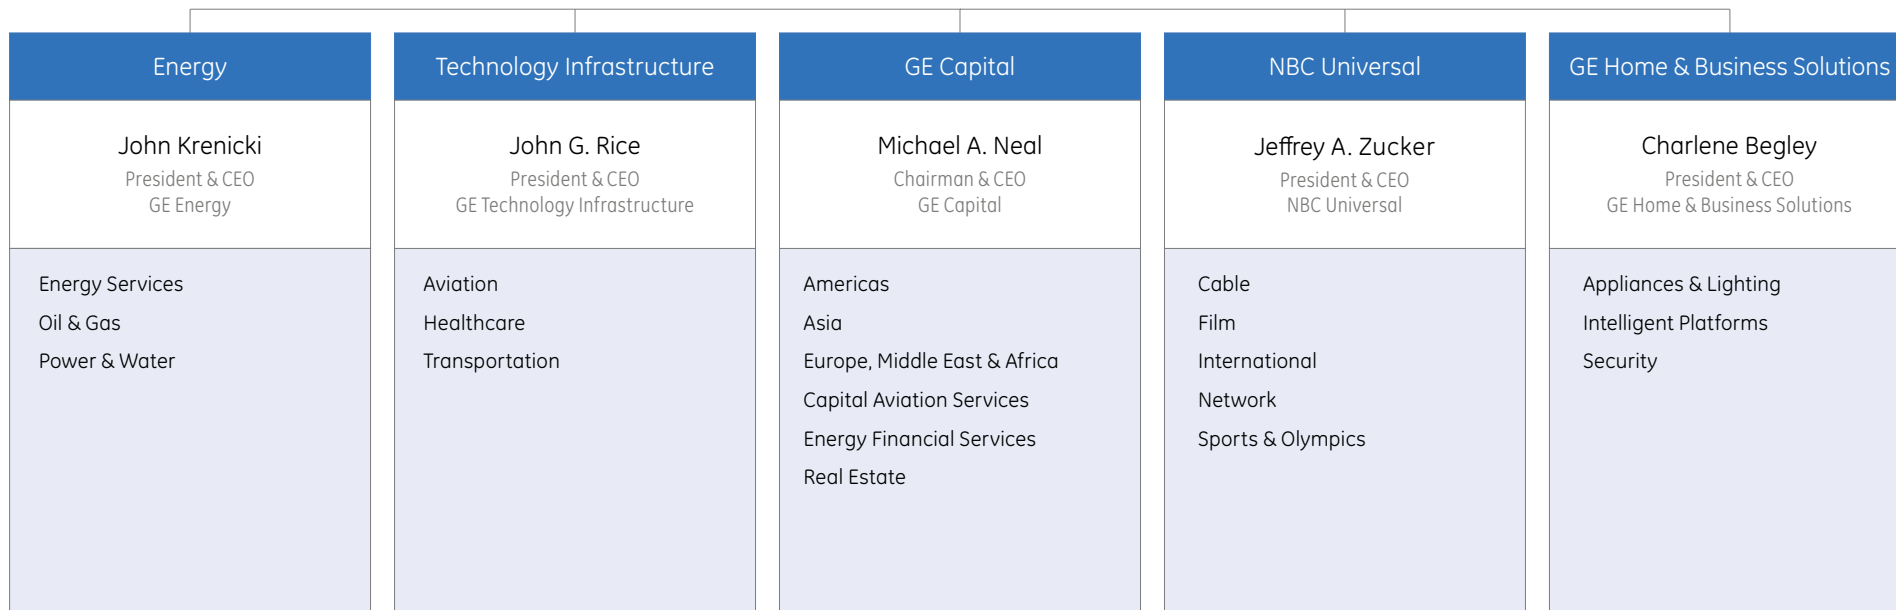 Energy
John Krenicki
President & CEO
GE Energy
Energy Services
Oil & Gas
Power & Water
Technology Infrastructure
John G. Rice
President & CEO
GE Technology Infrastructure
Aviation
Healthcare
Transportation
GE Capital
Michael A. Neal
Chairman & CEO
GE Capital
Americas
Asia
Europe, Middle East & Africa
Capital Aviation Services
Energy Financial Services
Real Estate
NBC Universal
Jeffrey A. Zucker
President & CEO
NBC Universal
Cable
Film
International
Network
Sports & Olympics
GE Home & Business Solutions
Charlene Begley
President & CEO
GE Home & Business Solutions
Appliances & Lighting
Intelligent Platforms
Security